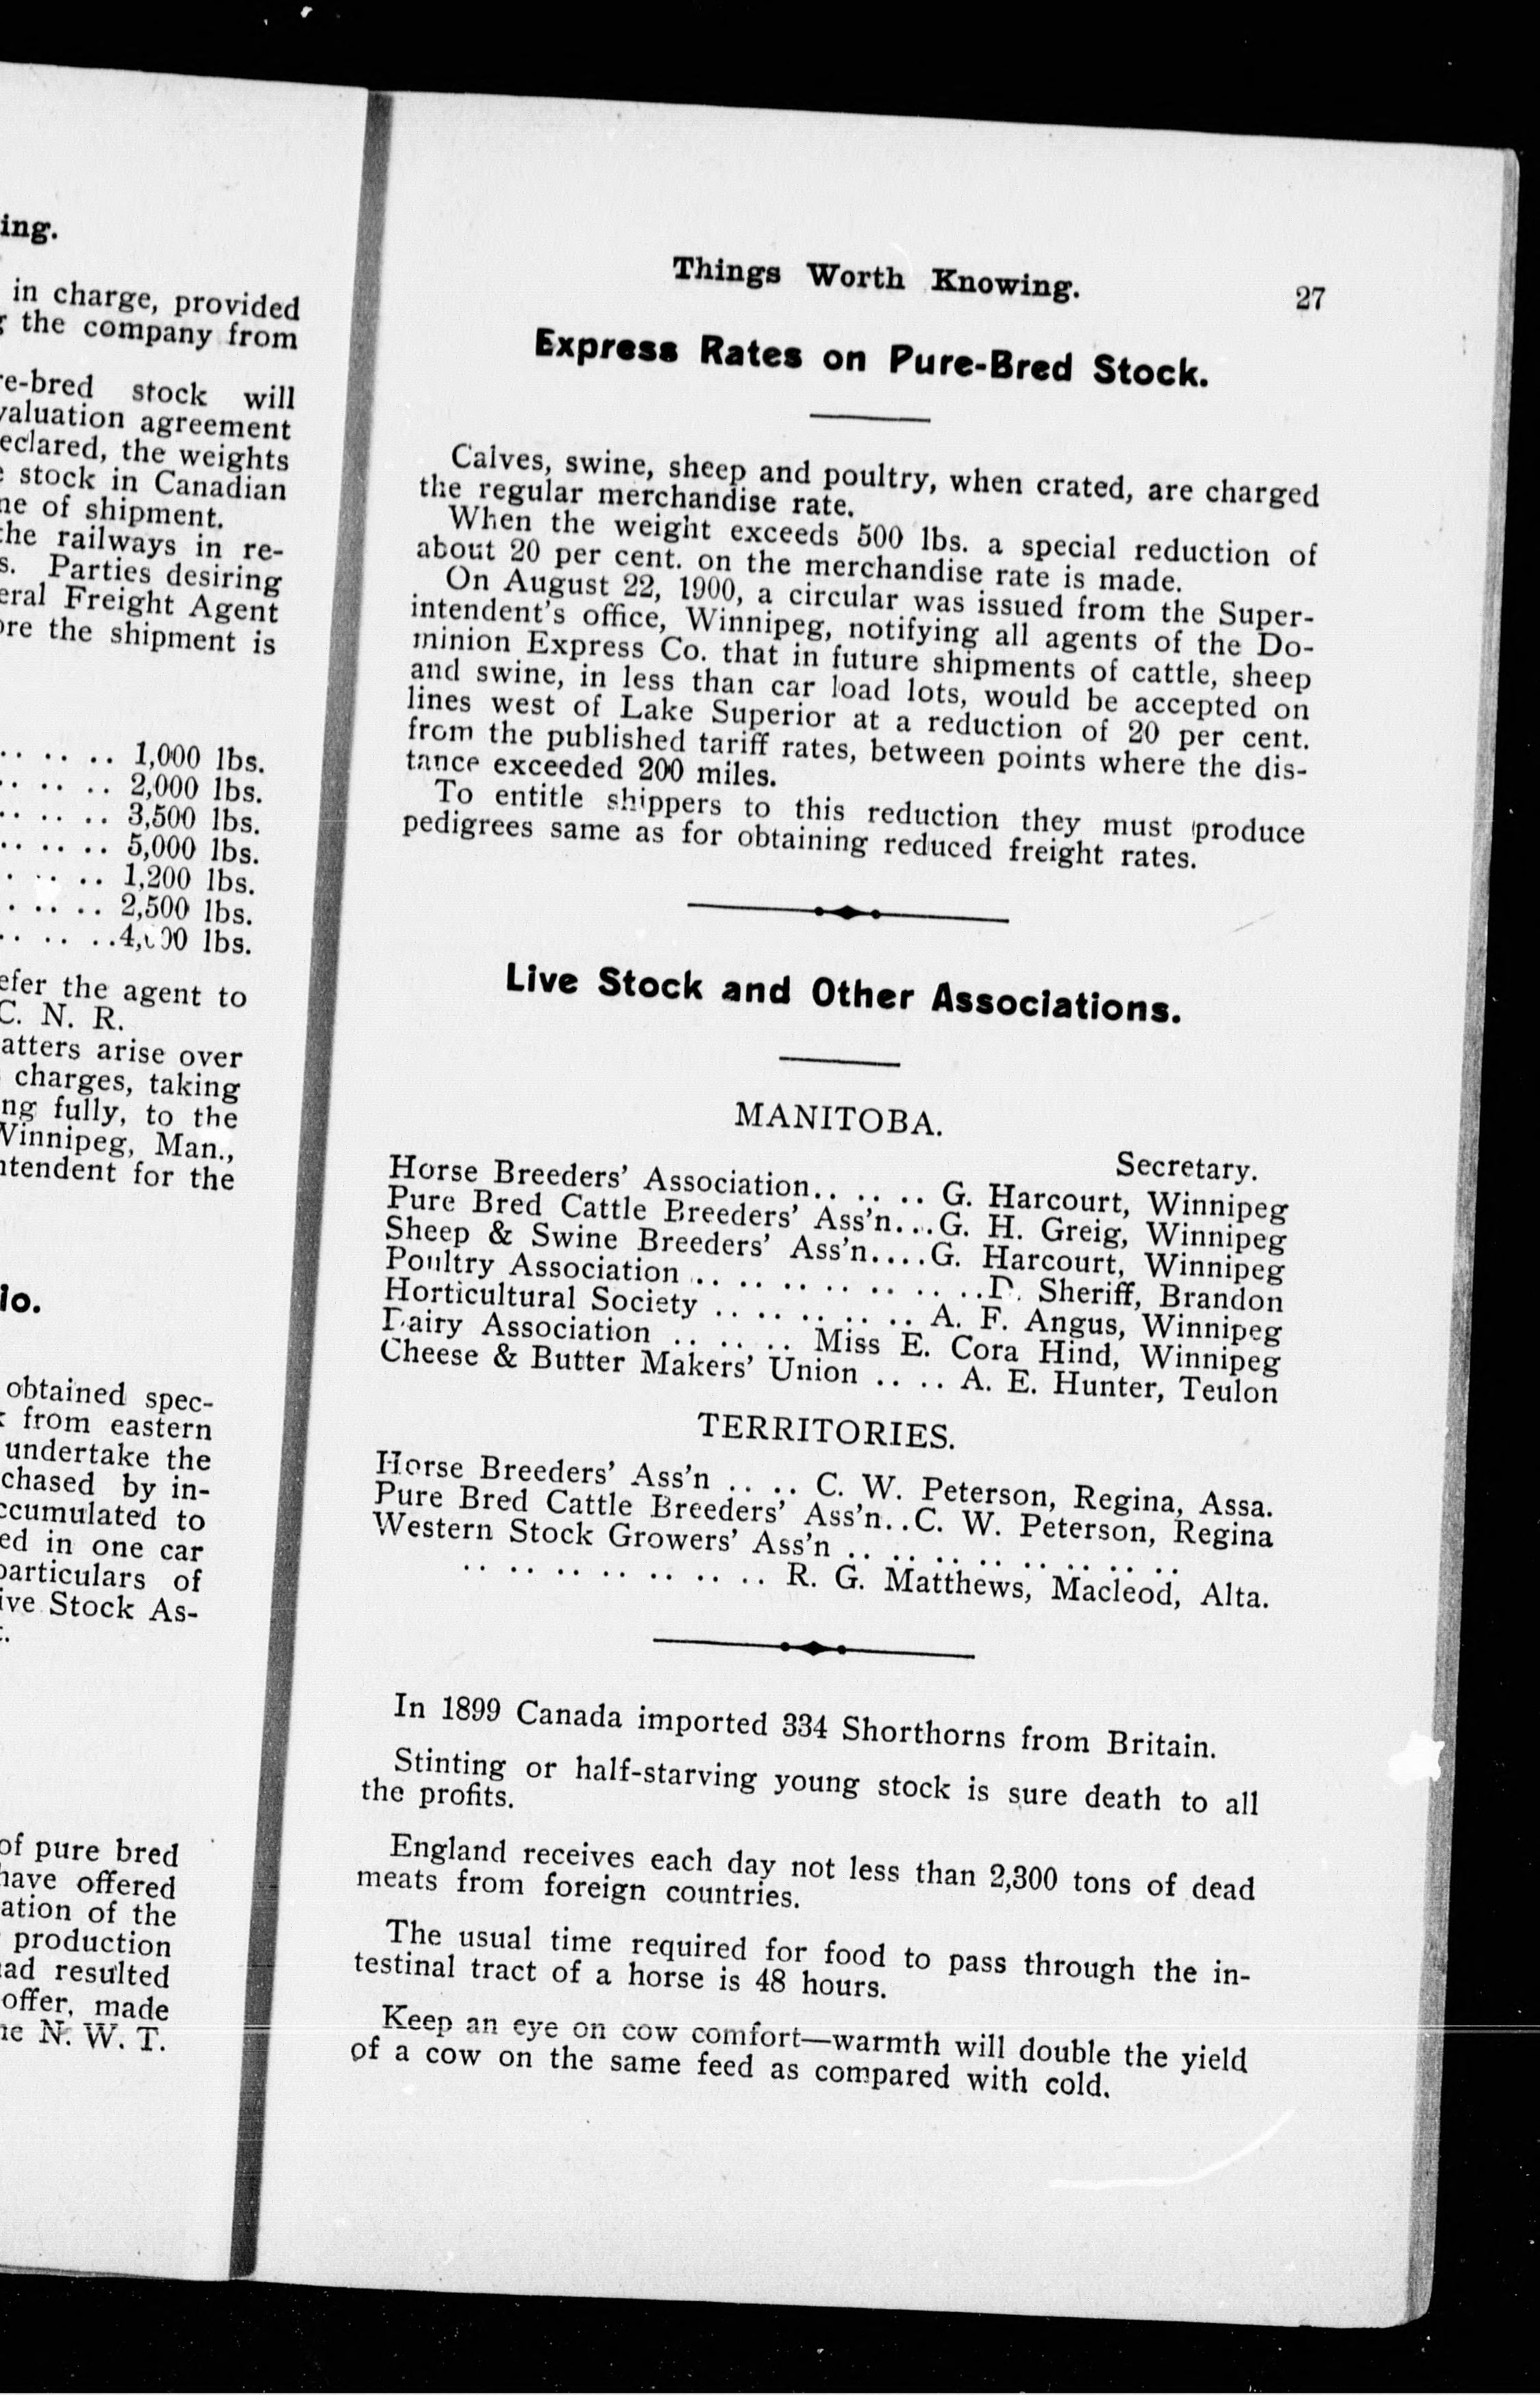 ing.
in charge, provided
the company from
re-bred stock will
valuation agreement
eclared, the weights
stock in Canadian
ne of shipment.
the railways in re-
s. Parties desiring
eral Freight Agent
ore the shipment is
.. .. .. 1,000 lbs.
.. .. .. 2,000 lbs.
.. .. .. 3,500 lbs.
.. .. .. 5,000 lbs.
.. .. .. 1,200 lbs.
.. .. .. 2,500 lbs.
.. .. .. lbs.
efer the agent to
C. N. R.
atters arise over
charges, taking
ng fully, to the
Winnipeg, Man.,
ntendent for the
io.
obtained spec-
from eastern
undertake the
chased by in-
ccumulated to
ed in one car
particulars of
ive Stock As-
of pure bred
have offered
ation of the
production
ad resulted
offer, made
ne N. W. T.
Things Worth Knowing. 27
Express Rates on Pure-Bred Stock.
Calves, swine, sheep and poultry, when crated, are charged
the regular merchandise rate.
When the weight exceeds 500 lbs. a special reduction of
about 20 per cent. on the merchandise rate is made.
On August 22, 1900, a circular was issued from the Super-
intendent's office, Winnipeg, notifying all agents of the Do-
minion Express Co. that in future shipments of cattle, sheep
and swine, in less than car load lots, would be accepted on
lines west of Lake Superior at a reduction of 20 per cent.
from the published tariff rates, between points where the dis-
tance exceeded 200 miles.
To entitle shippers to this reduction they must produce
pedigrees same as for obtaining reduced freight rates.
Live Stock and Other Associations.
MANITOBA.
Secretary.
Horse Breeders' Association.. .. .. G. Harcourt, Winnipeg
Pure Bred Cattle Breeders' Ass'n...G. H. Greig, Winnipeg
Sheep & Swine Breeders' Ass'n....G. Harcourt, Winnipeg
Poultry Association .. .. .. .. .. .. ..D. Sheriff, Brandon
Horticultural Society .. .. .. .. .. A. F. Angus, Winnipeg
Dairy Association .. .. .. Miss E. Cora Hind, Winnipeg
Cheese & Butter Makers' Union .. .. A. E. Hunter, Teulon
TERRITORIES.
Horse Breeders' Ass'n .. .. C. W. Peterson, Regina, Assa.
Pure Bred Cattle Breeders' Ass'n..C. W. Peterson, Regina
Western Stock Growers' Ass'n .. .. .. .. .. .. .. ..
.. .. .. .. .. .. .. R. G. Matthews, Macleod, Alta.
In 1899 Canada imported 334 Shorthorns from Britain.
Stinting or half-starving young stock is sure death to all
the profits.
England receives each day not less than 2,300 tons of dead
meats from foreign countries.
The usual time required for food to pass through the in-
testinal tract of a horse is 48 hours.
Keep an eye on cow comfort—warmth will double the yield
of a cow on the same feed as compared with cold.